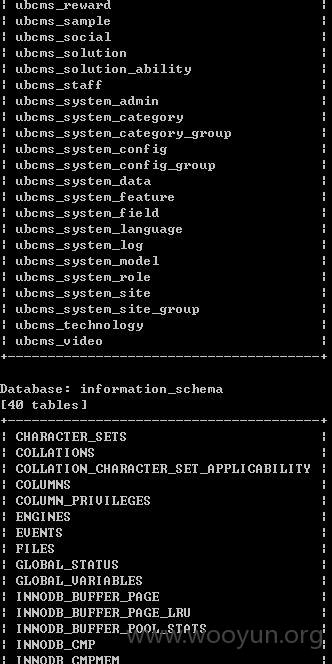 ¦ ubcms_reward
¦ ubcms_sample
¦ ubcms_social
¦ ubcms_solution
¦ ubcms_solution_ability
¦ ubcms_staff
¦ ubcms_system_admin
¦ ubcms_system_category
¦ ubcms_system_category_group
¦ ubcms_system_config
¦ ubcms_system_config_group
¦ ubcms_system_data
¦ ubcms_system_feature
¦ ubcms_system_field
¦ ubcms_system_language
¦ ubcms_system_log
¦ ubcms_system_model
¦ ubcms_system_role
¦ ubcms_system_site
¦ ubcms_system_site_group
¦ ubcms_technology
¦ ubcms_video
+---------------------------------------+
Database: information_schema
[40 tables]
+---------------------------------------+
¦ CHARACTER_SETS
¦ COLLATIONS
¦ COLLATION_CHARACTER_SET_APPLICABILITY ¦
¦ COLUMNS
¦ COLUMN_PRIVILEGES
¦ ENGINES
¦ EVENTS
¦ FILES
¦ GLOBAL_STATUS
¦ GLOBAL_VARIABLES
¦ INNODB_BUFFER_PAGE
¦ INNODB_BUFFER_PAGE_LRU
¦ INNODB_BUFFER_POOL_STATS
¦ INNODB_CMP
¦ INNODB_CMPMEM
www.wooyun.org